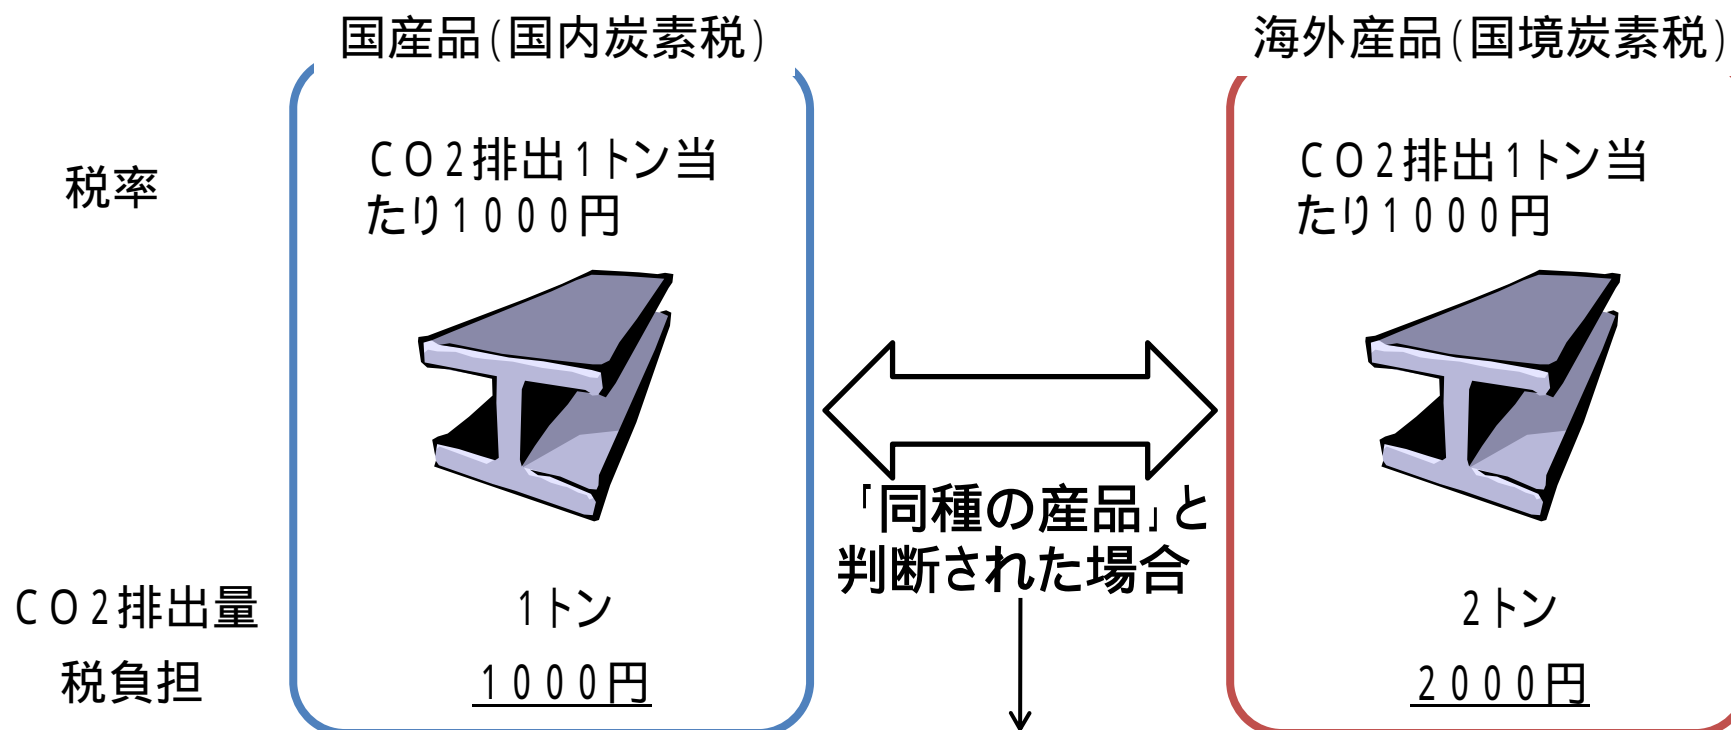 国産品(国内炭素税)
海外産品(国境炭素税)
税率
CO2排出1トン当
たり1000円
CO2排出1トン当
たり1000円
「同種の産品」と
判断された場合
CO2排出量
1トン
2トン
税負担
1000円
2000円